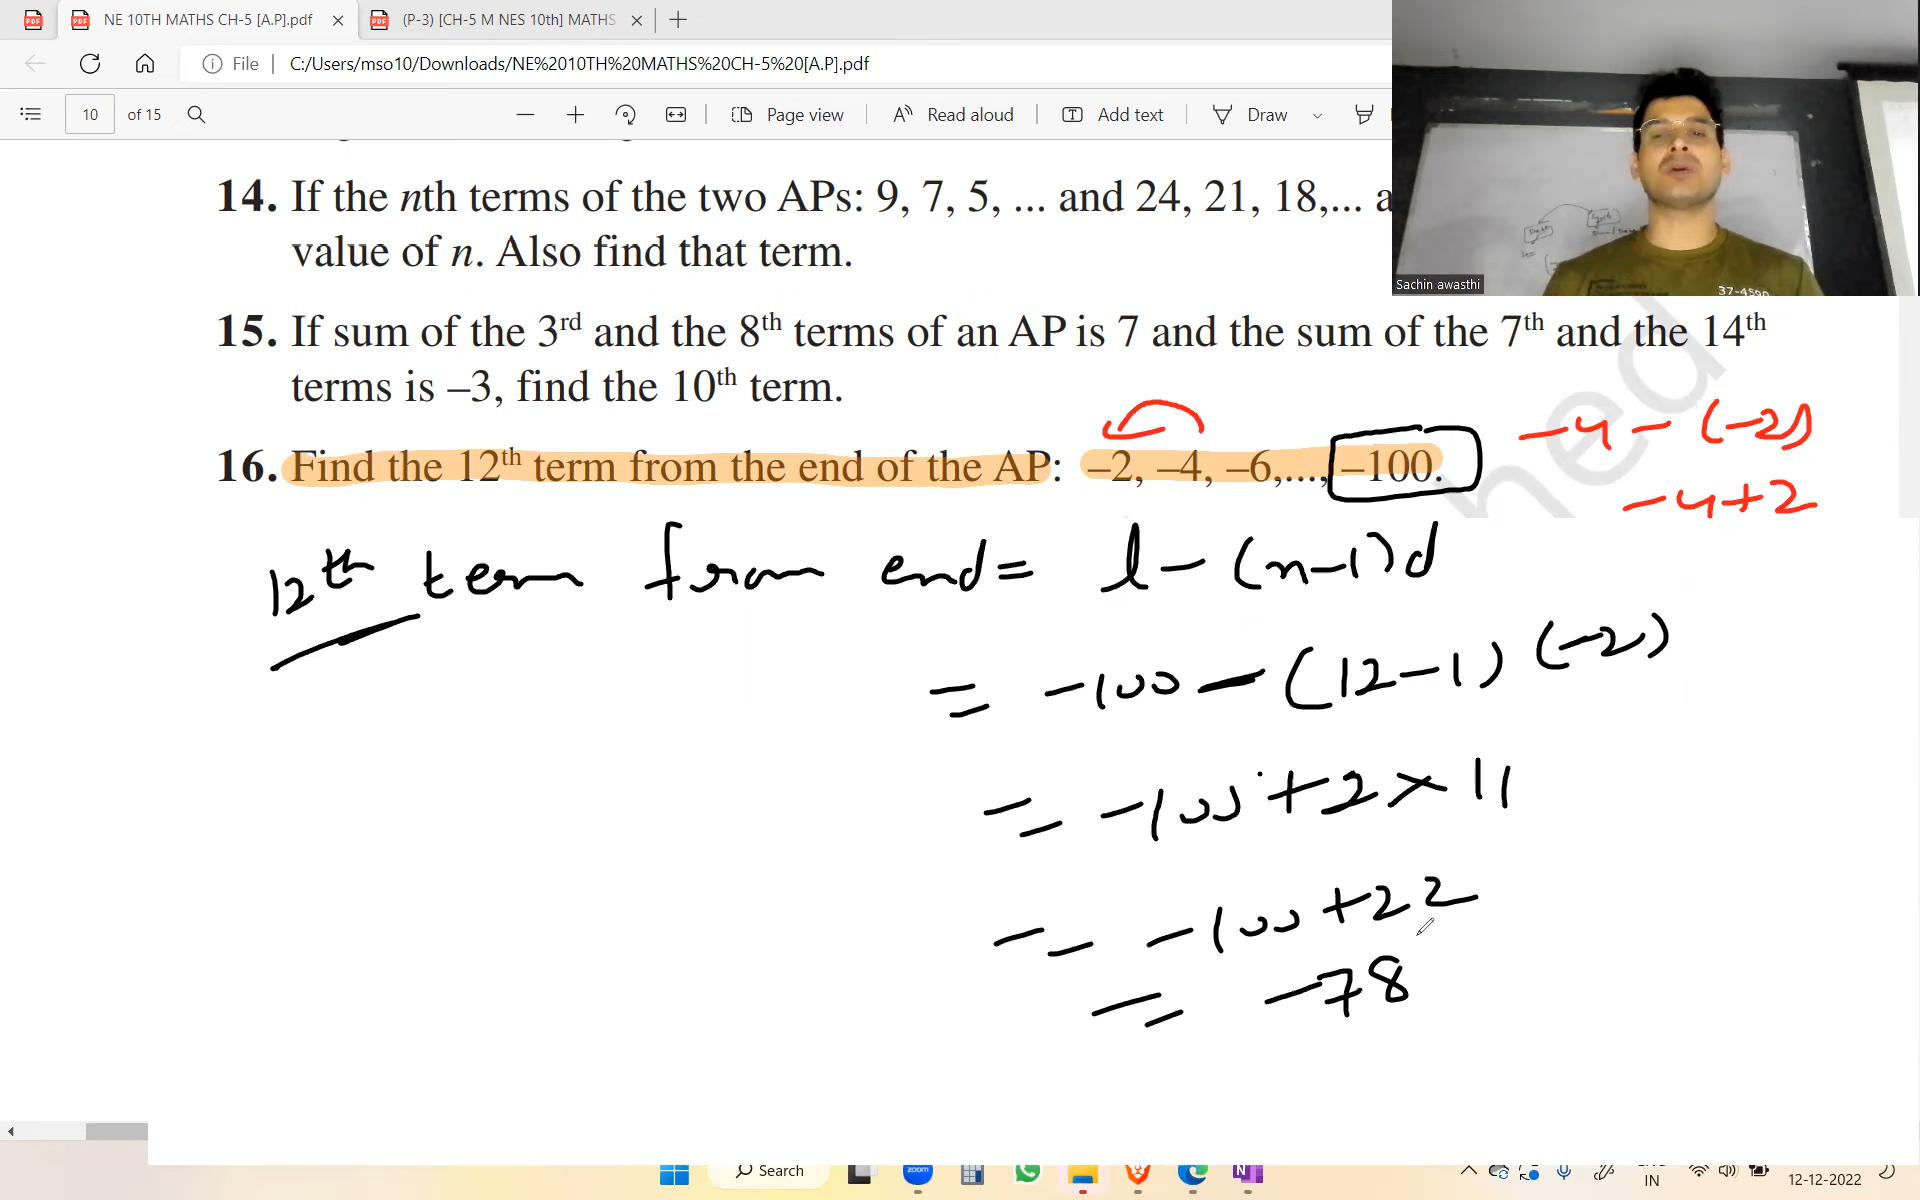 NE 10TH MATHS CH-5 [A.P].pdf
(P-3) [CH-5 M NES 10th] MATHS
File
C:/Users/mso10/Downloads/NE%2010TH%20MATHS%20CH-5%20[A.P].pdf
10 of 15
Page view
Read aloud
Add text
Draw
14. If the nth terms of the two APs: 9, 7, 5, ... and 24, 21, 18,... a
value of n. Also find that term.
15. If sum of the 3rd and the 8th terms of an AP is 7 and the sum of the 7th and the 14th
terms is –3, find the 10th term.
16. Find the 12th term from the end of the AP: –2, –4, –6,..., –100.
-4 - (-2)
-4+2
12th term from end = l - (n-1)d
= -100 - (12-1) (-2)
= -100 + 2 × 11
= -100 + 22
= -78
Sachin awasthi
37-4590
hed
Search
zoom
IN
12-12-2022